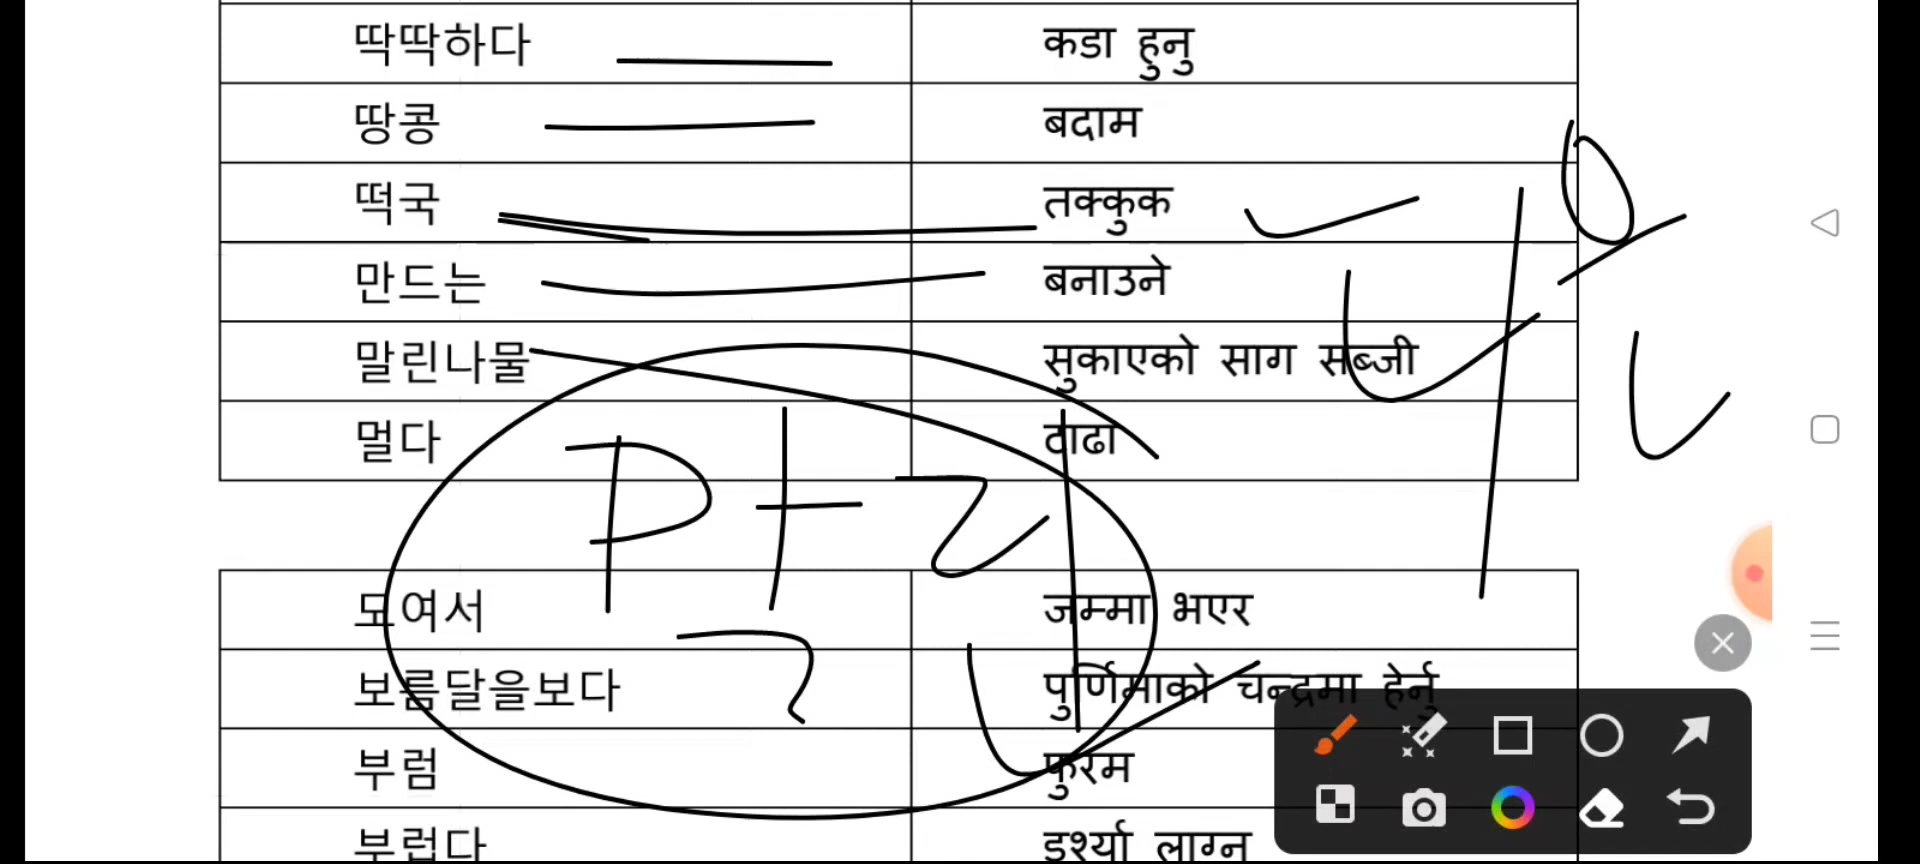 딱딱하다 कडा हुनु
땅콩 बदाम
떡국 तक्कुक
만드는 बनाउने
말린나물 सुकाएको साग सब्जी
멀다 टाढा
모여서 जम्मा भएर
보름달을보다 पुर्णिमाको चन्द्रमा हेर्नु
부럼 फुरम
부럽다 इर्श्या लाग्नु